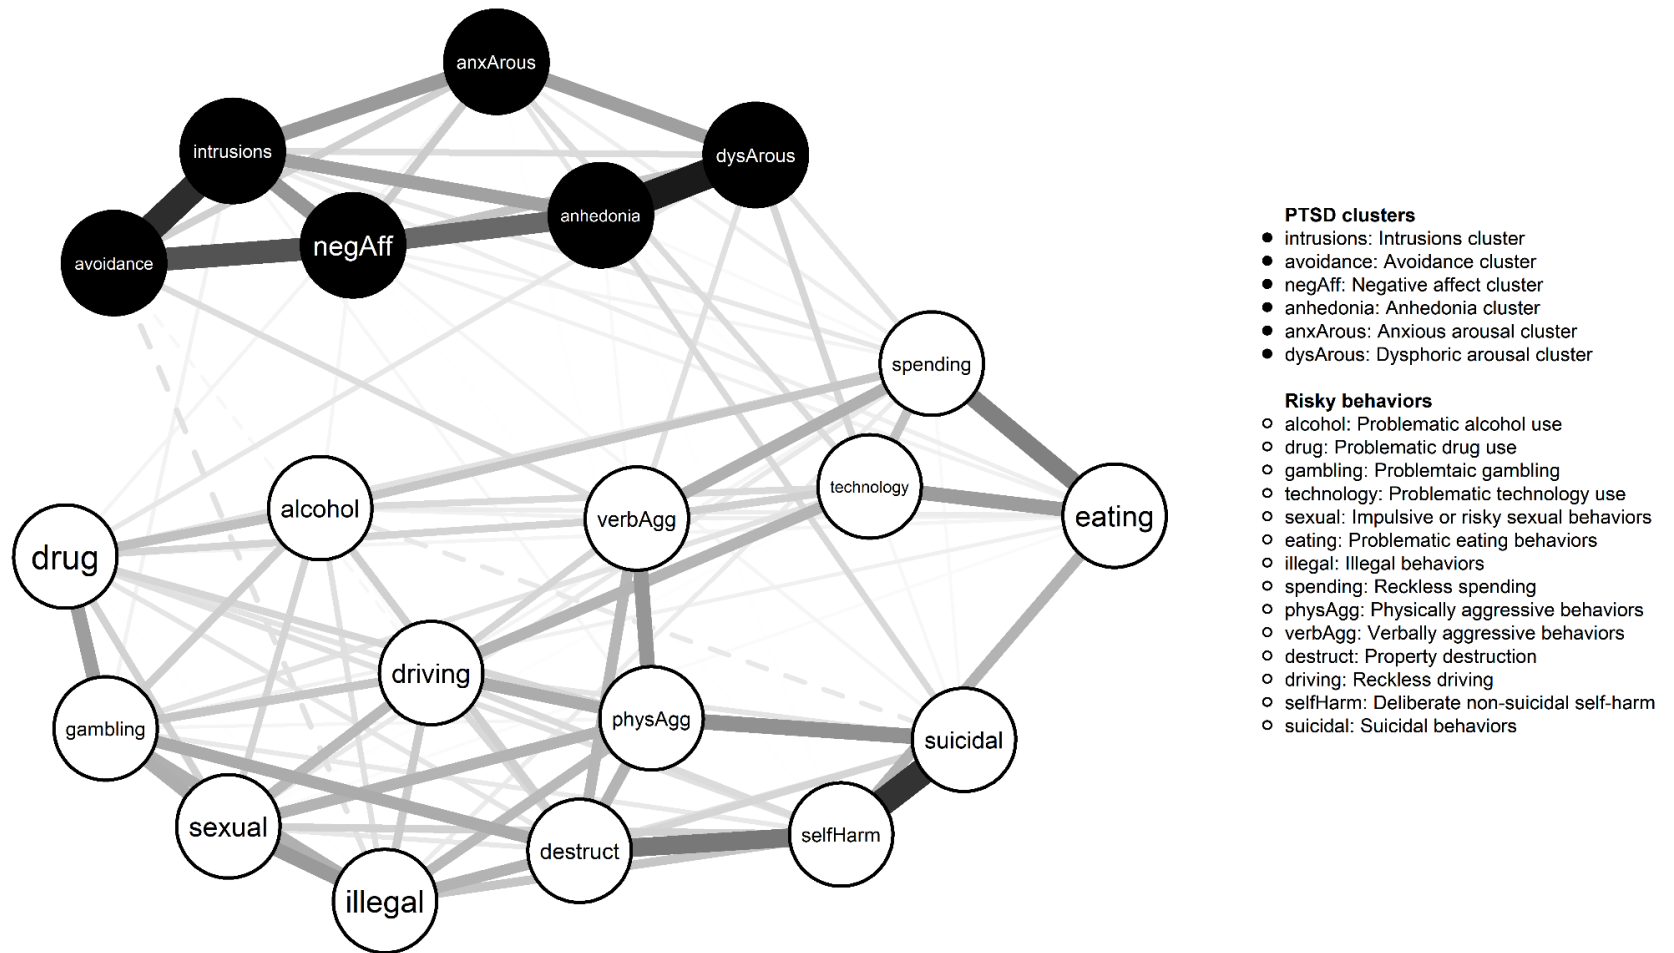 anxArous
intrusions
dysArous
anhedonia
negAff
avoidance
spending
technology
alcohol
verbAgg
eating
drug
driving
gambling
physAgg
suicidal
sexual
selfHarm
destruct
illegal
PTSD clusters
intrusions: Intrusions cluster
avoidance: Avoidance cluster
negAff: Negative affect cluster
anhedonia: Anhedonia cluster
anxArous: Anxious arousal cluster
dysArous: Dysphoric arousal cluster
Risky behaviors
alcohol: Problematic alcohol use
drug: Problematic drug use
gambling: Problemtaic gambling
technology: Problematic technology use
sexual: Impulsive or risky sexual behaviors
eating: Problematic eating behaviors
illegal: Illegal behaviors
spending: Reckless spending
physAgg: Physically aggressive behaviors
verbAgg: Verbally aggressive behaviors
destruct: Property destruction
driving: Reckless driving
selfHarm: Deliberate non-suicidal self-harm
suicidal: Suicidal behaviors